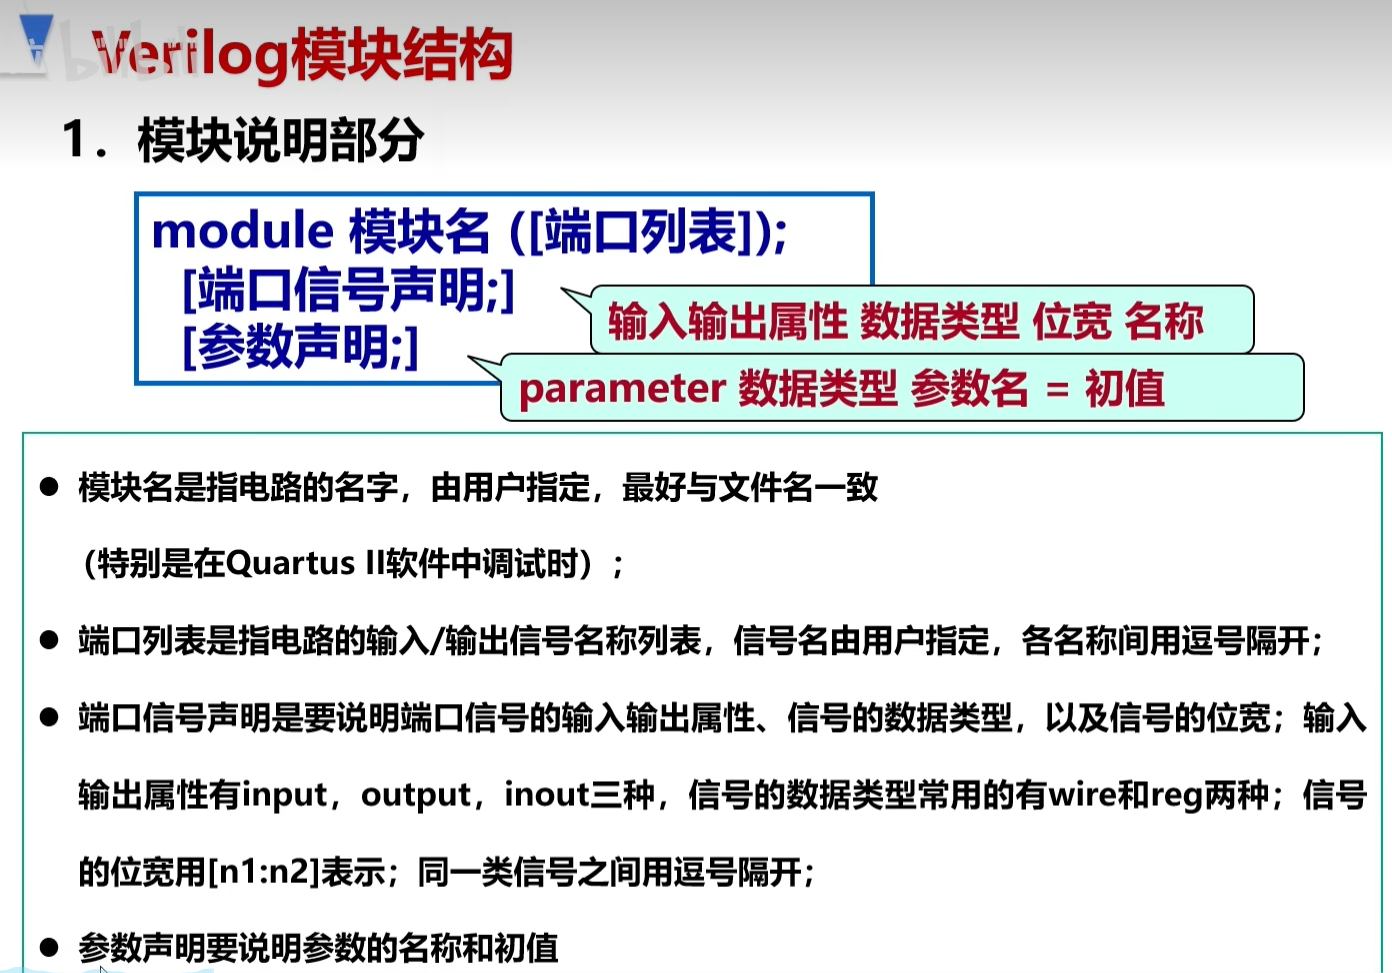 Verilog模块结构
1. 模块说明部分
module 模块名 ([端口列表]);
[端口信号声明;]
输入输出属性 数据类型 位宽 名称
[参数声明;]
parameter 数据类型 参数名 = 初值
● 模块名是指电路的名字，由用户指定，最好与文件名一致
（特别是在Quartus II软件中调试时）；
● 端口列表是指电路的输入/输出信号名称列表，信号名由用户指定，各名称间用逗号隔开；
● 端口信号声明是要说明端口信号的输入输出属性、信号的数据类型，以及信号的位宽；输入
输出属性有input，output，inout三种，信号的数据类型常用的有wire和reg两种；信号
的位宽用[n1:n2]表示；同一类信号之间用逗号隔开；
● 参数声明要说明参数的名称和初值